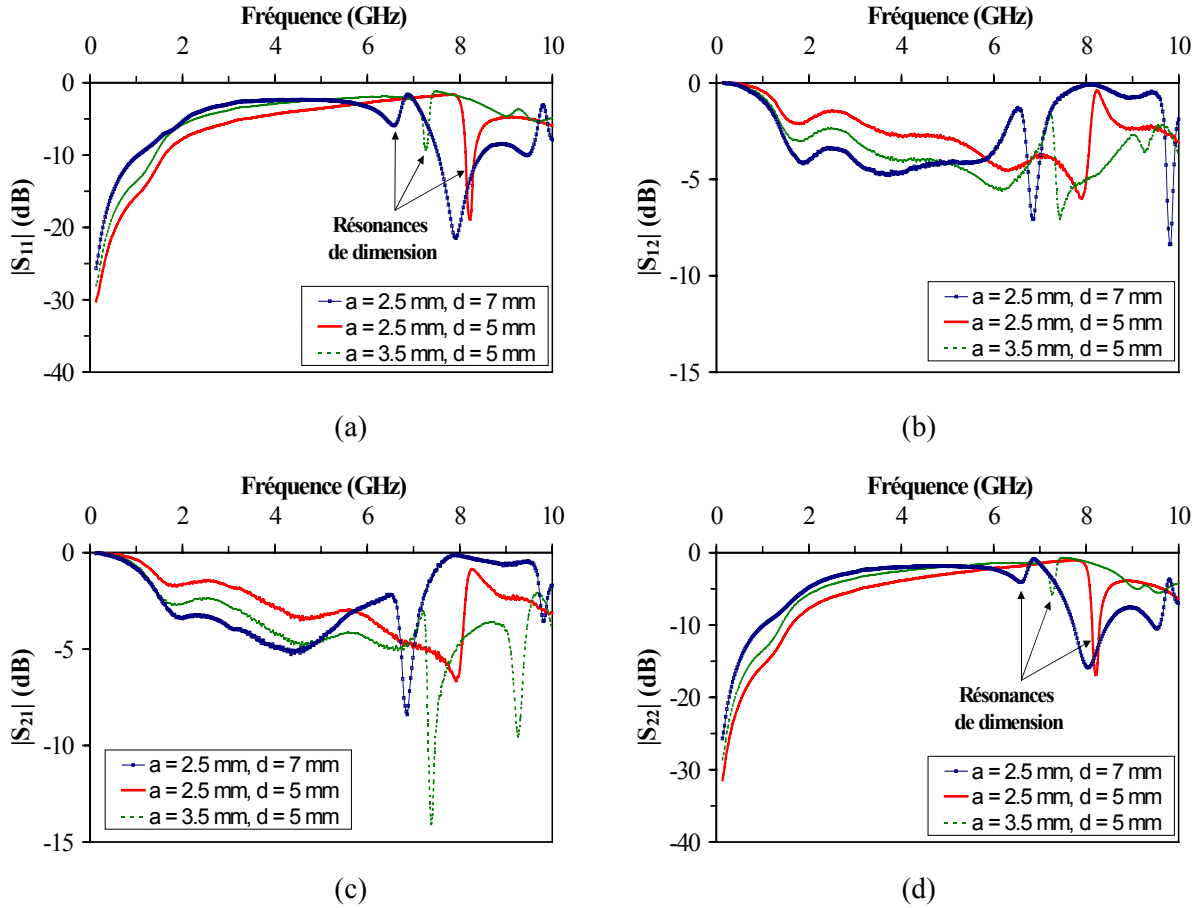 Fréquence (GHz)
0 2 4 6 8 10
0
-10
-20
-30
-40
|S11| (dB)
Résonances
de dimension
a = 2.5 mm, d = 7 mm
a = 2.5 mm, d = 5 mm
a = 3.5 mm, d = 5 mm
(a)
Fréquence (GHz)
0 2 4 6 8 10
0
-5
-10
-15
|S12| (dB)
a = 2.5 mm, d = 7 mm
a = 2.5 mm, d = 5 mm
a = 3.5 mm, d = 5 mm
(b)
Fréquence (GHz)
0 2 4 6 8 10
0
-5
-10
-15
|S21| (dB)
a = 2.5 mm, d = 7 mm
a = 2.5 mm, d = 5 mm
a = 3.5 mm, d = 5 mm
(c)
Fréquence (GHz)
0 2 4 6 8 10
0
-10
-20
-30
-40
|S22| (dB)
Résonances
de dimension
a = 2.5 mm, d = 7 mm
a = 2.5 mm, d = 5 mm
a = 3.5 mm, d = 5 mm
(d)